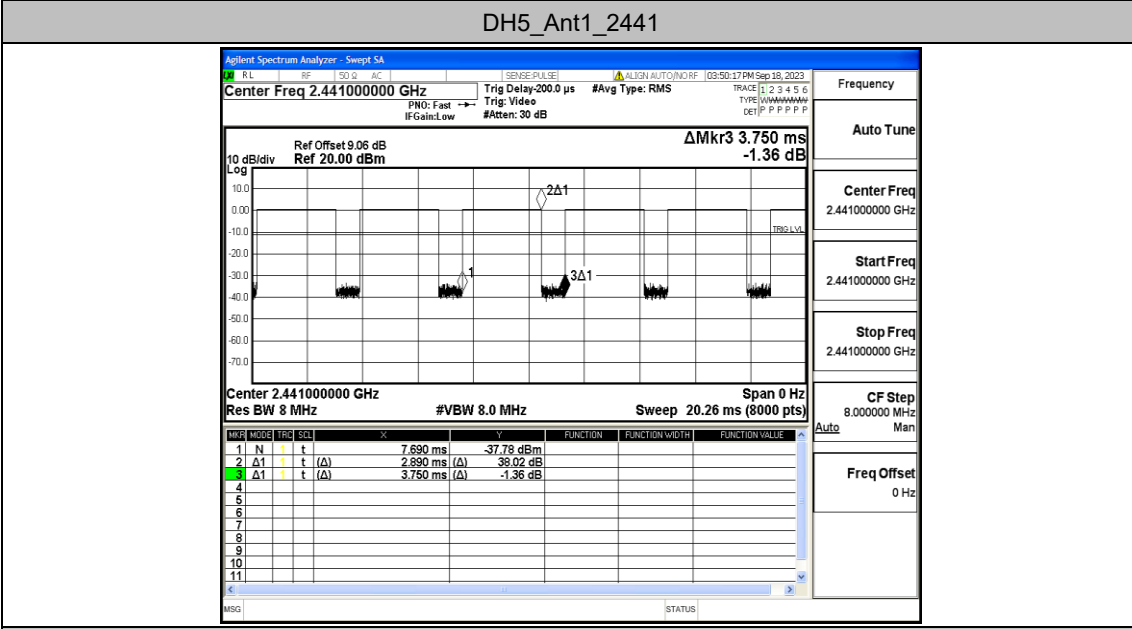 DH5_Ant1_2441
Agilent Spectrum Analyzer - Swept SA
LXI RL RF 50 Ω AC SENSE:PULSE ALIGN AUTO/NO RF 03:50:17 PM Sep 18, 2023
Center Freq 2.441000000 GHz
PNO: Fast
IFGain:Low
Trig Delay-200.0 µs
Trig: Video
#Atten: 30 dB
#Avg Type: RMS
TRACE 1 2 3 4 5 6
TYPE
DET P P P P P P
Frequency
ΔMkr3 3.750 ms
-1.36 dB
Ref Offset 9.06 dB
10 dB/div Ref 20.00 dBm
Log
10.0
0.00
-10.0
-20.0
-30.0
-40.0
-50.0
-60.0
-70.0
2Δ1
TRIG LVL
1
3Δ1
Center 2.441000000 GHz Span 0 Hz
Res BW 8 MHz #VBW 8.0 MHz Sweep 20.26 ms (8000 pts)
MKR MODE TRC SCL X Y FUNCTION FUNCTION WIDTH FUNCTION VALUE
1 N 1 t 7.690 ms -37.78 dBm
2 Δ1 1 t (Δ) 2.890 ms (Δ) 38.02 dB
3 Δ1 1 t (Δ) 3.750 ms (Δ) -1.36 dB
4
5
6
7
8
9
10
11
Auto Tune
Center Freq
2.441000000 GHz
Start Freq
2.441000000 GHz
Stop Freq
2.441000000 GHz
CF Step
8.000000 MHz
Auto Man
Freq Offset
0 Hz
MSG STATUS